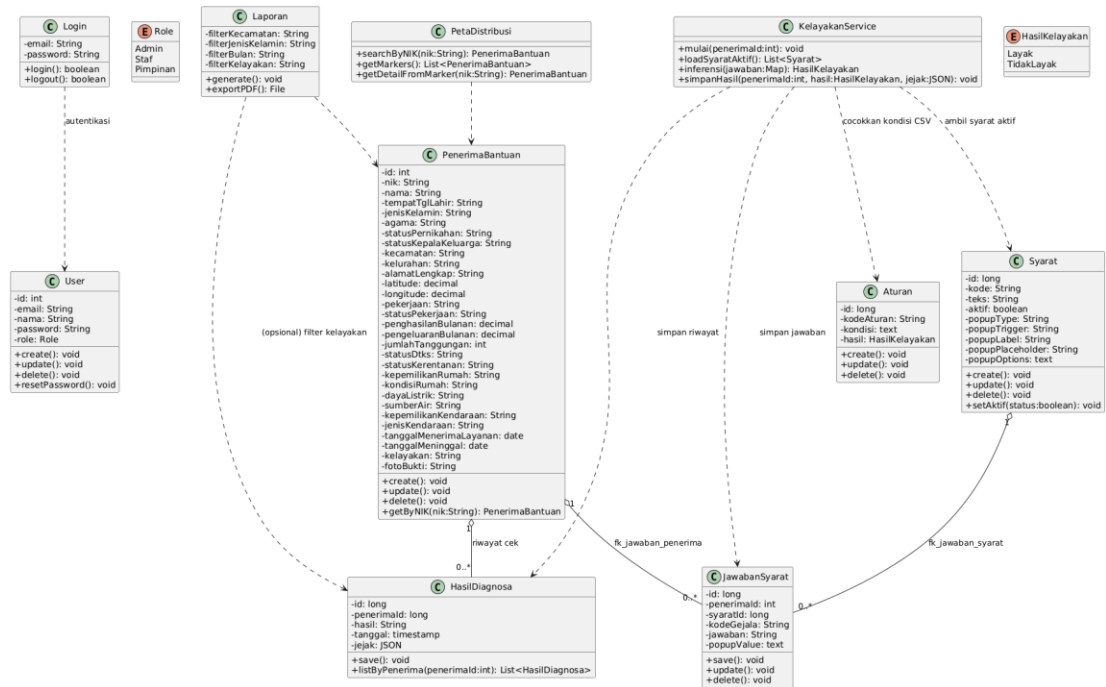 C Login
-email: String
-password: String
+login(): boolean
+logout(): boolean
E Role
Admin
Staf
Pimpinan
C Laporan
-filterKecamatan: String
-filterJenisKelamin: String
-filterBulan: String
-filterKelayakan: String
+generate(): void
+exportPDF(): File
C PetaDistribusi
+searchByNIK(nik:String): PenerimaBantuan
+getMarkers(): List<PenerimaBantuan>
+getDetailFromMarker(nik:String): PenerimaBantuan
C KelayakanService
+mulai(penerimaId:int): void
+loadSyaratAktif(): List<Syarat>
+inferensi(jawaban:Map): HasilKelayakan
+simpanHasil(penerimaId:int, hasil:HasilKelayakan, jejak:JSON): void
E HasilKelayakan
Layak
TidakLayak
autentikasi
cocokkan kondisi CSV
ambil syarat aktif
C PenerimaBantuan
-id: int
-nik: String
-nama: String
-tempatTglLahir: String
-jenisKelamin: String
-agama: String
-statusPernikahan: String
-statusKepalaKeluarga: String
-kecamatan: String
-kelurahan: String
-alamatLengkap: String
-latitude: decimal
-longitude: decimal
-pekerjaan: String
-statusPekerjaan: String
-penghasilanBulanan: decimal
-pengeluaranBulanan: decimal
-jumlahTanggungan: int
-statusDtks: String
-statusKerentanan: String
-kepemilikanRumah: String
-kondisiRumah: String
-dayaListrik: String
-sumberAir: String
-kepemilikanKendaraan: String
-jenisKendaraan: String
-tanggalMenerimaLayanan: date
-tanggalMeninggal: date
-kelayakan: String
-fotoBukti: String
+create(): void
+update(): void
+delete(): void
+getByNIK(nik:String): PenerimaBantuan
C User
-id: int
-email: String
-nama: String
-password: String
-role: Role
+create(): void
+update(): void
+delete(): void
+resetPassword(): void
(opsional) filter kelayakan
simpan riwayat
simpan jawaban
C Aturan
-id: long
-kodeAturan: String
-kondisi: text
-hasil: HasilKelayakan
+create(): void
+update(): void
+delete(): void
C Syarat
-id: long
-kode: String
-teks: String
-aktif: boolean
-popupType: String
-popupTrigger: String
-popupLabel: String
-popupPlaceholder: String
-popupOptions: text
+create(): void
+update(): void
+delete(): void
+setAktif(status:boolean): void
1
riwayat cek
0..*
1
fk_jawaban_penerima
0..*
1
fk_jawaban_syarat
0..*
C HasilDiagnosa
-id: long
-penerimaId: long
-hasil: String
-tanggal: timestamp
-jejak: JSON
+save(): void
+listByPenerima(penerimaId:int): List<HasilDiagnosa>
C JawabanSyarat
-id: long
-penerimaId: int
-syaratId: long
-kodeGejala: String
-jawaban: String
-popupValue: text
+save(): void
+update(): void
+delete(): void